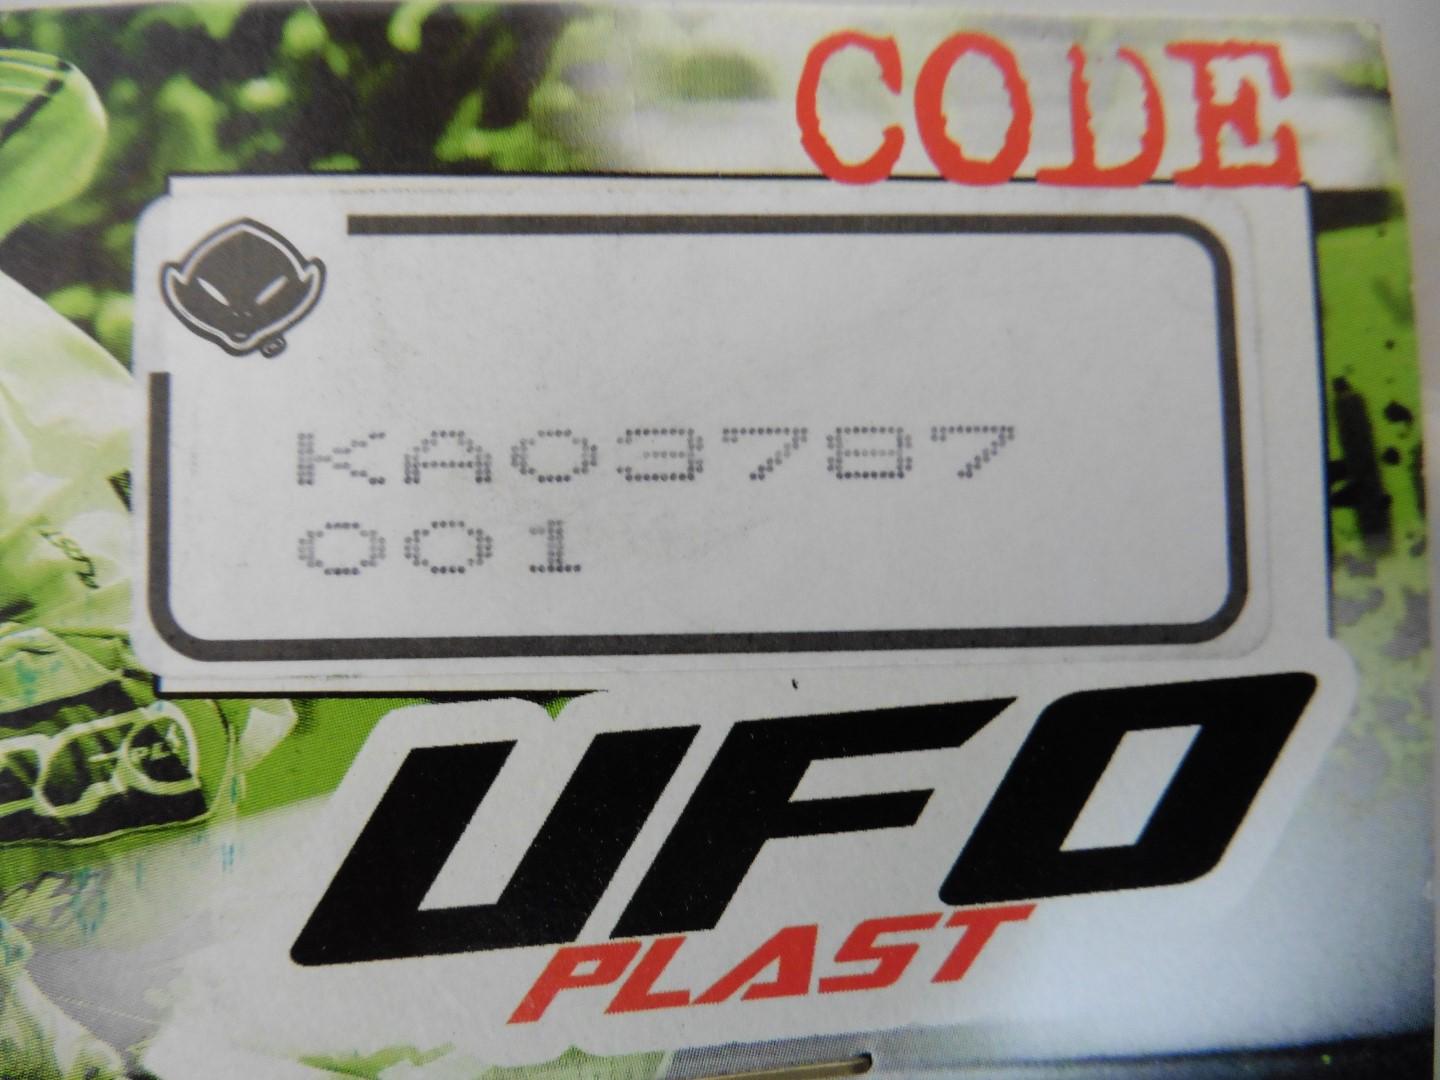 CODE
KA03787
001
UFO
PLAST